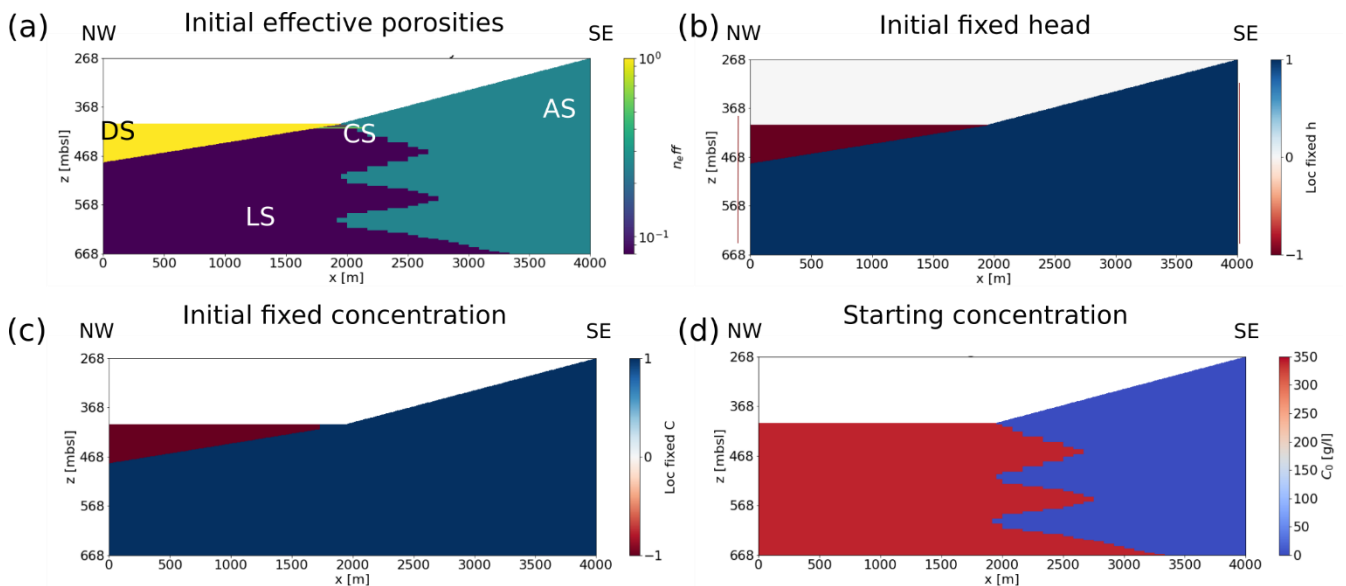 (a) Initial effective porosities
NW SE
268
368
468
568
668
z [mbsl]
DS
CS
AS
LS
0 500 1000 1500 2000 2500 3000 3500 4000
x [m]
10⁰
10⁻¹
n_eff
(b) Initial fixed head
NW SE
268
368
468
568
668
z [mbsl]
0 500 1000 1500 2000 2500 3000 3500 4000
x [m]
1
0
−1
Loc fixed h
(c) Initial fixed concentration
NW SE
268
368
468
568
668
z [mbsl]
0 500 1000 1500 2000 2500 3000 3500 4000
x [m]
1
0
−1
Loc fixed C
(d) Starting concentration
NW SE
268
368
468
568
668
z [mbsl]
0 500 1000 1500 2000 2500 3000 3500 4000
x [m]
350
300
250
200
150
100
50
0
C₀ [g/l]